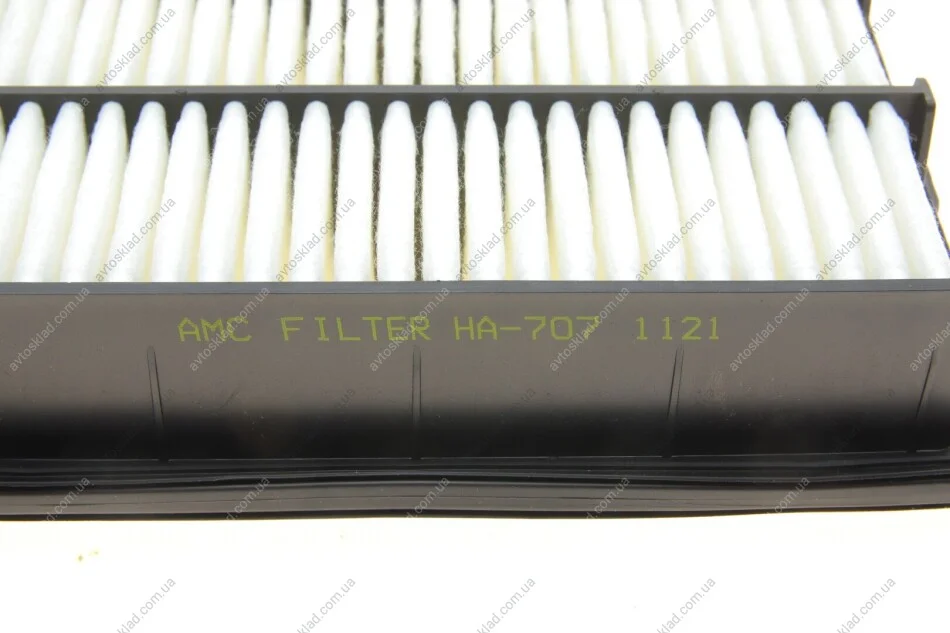 AMC FILTER HA-707 1121
avtosklad.com.ua